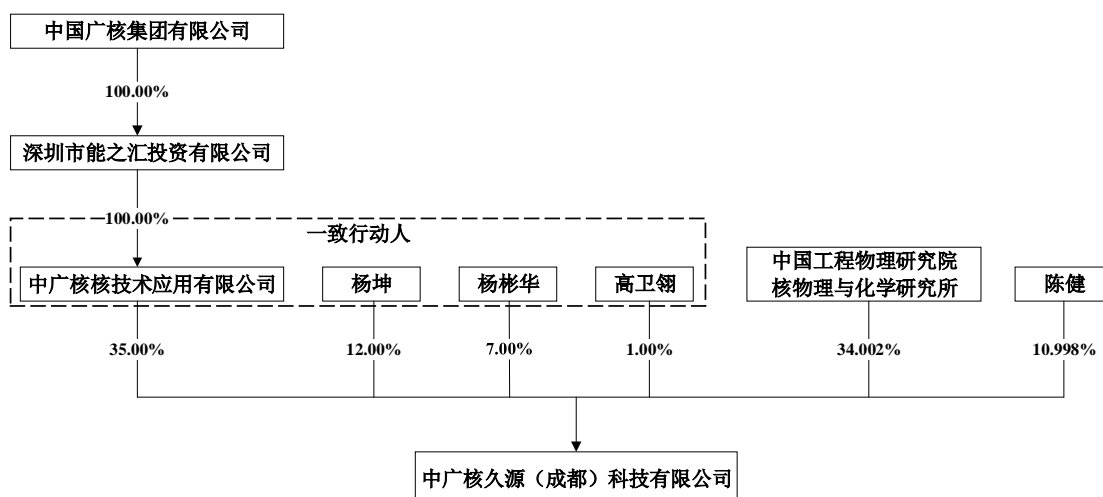 中国广核集团有限公司
100.00%
深圳市能之汇投资有限公司
100.00%
一致行动人
中广核核技术应用有限公司
杨坤
杨彬华
高卫翎
中国工程物理研究院
核物理与化学研究所
陈健
35.00%
12.00%
7.00%
1.00%
34.002%
10.998%
中广核久源（成都）科技有限公司